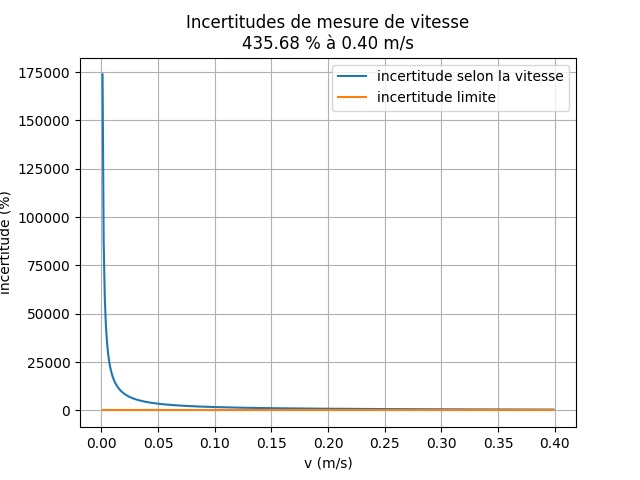 Incertitudes de mesure de vitesse
435.68 % à 0.40 m/s
incertitude selon la vitesse
incertitude limite
incertitude (%)
175000
150000
125000
100000
75000
50000
25000
0
0.00 0.05 0.10 0.15 0.20 0.25 0.30 0.35 0.40
v (m/s)